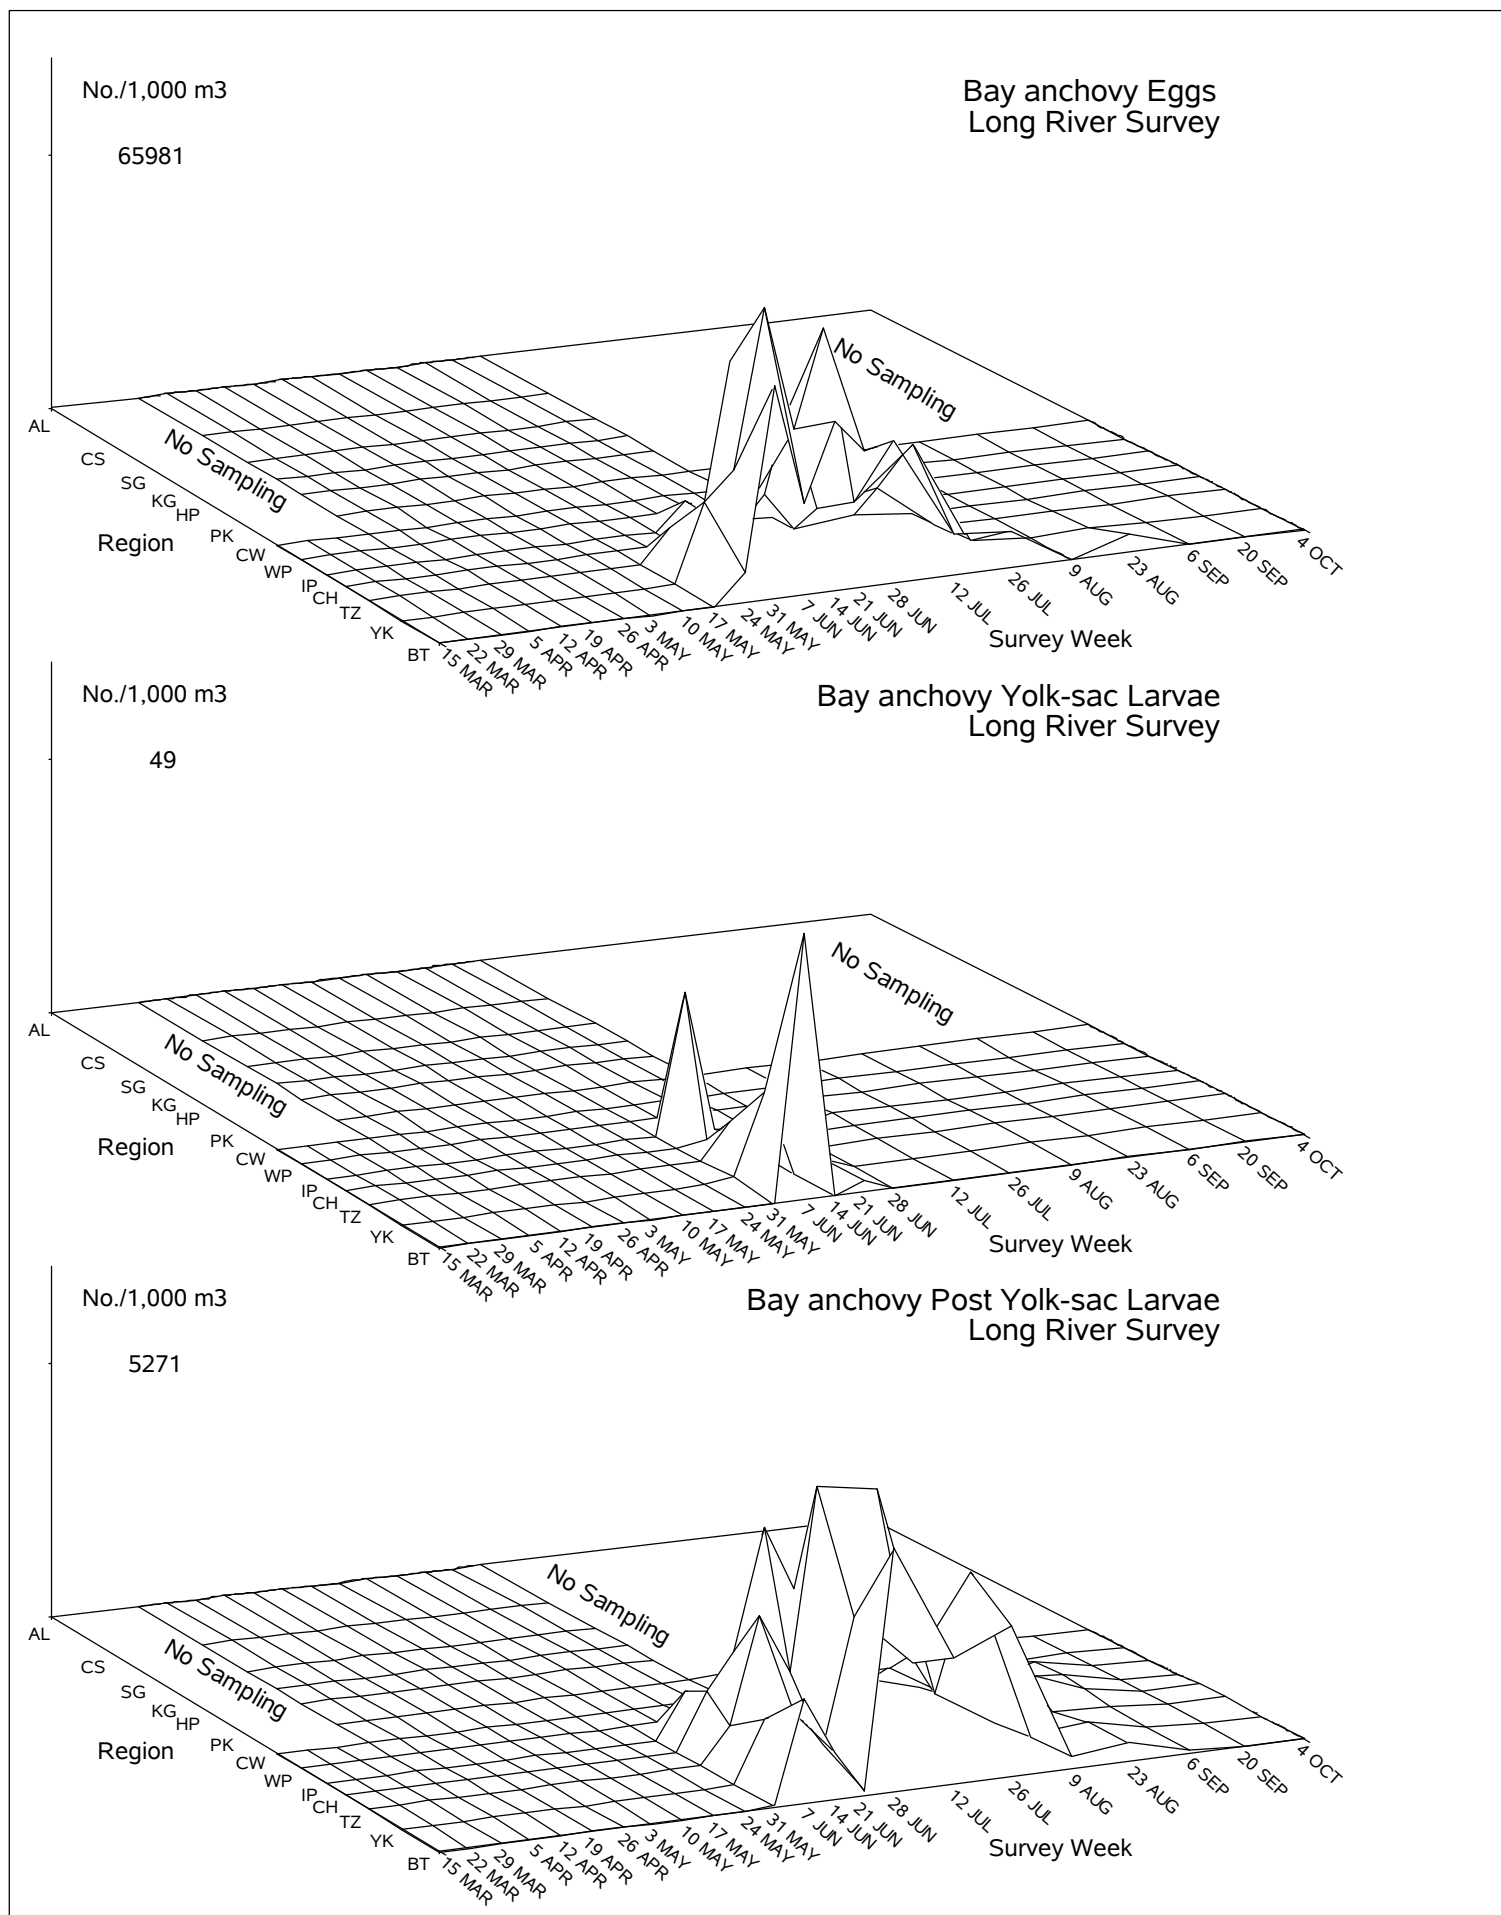 No./1,000 m3
Bay anchovy Eggs
Long River Survey
65981
No Sampling
No Sampling
AL
CS
SG
KG
HP
PK
CW
WP
IP
CH
TZ
YK
BT
Region
15 MAR
22 MAR
29 MAR
5 APR
12 APR
19 APR
26 APR
3 MAY
10 MAY
17 MAY
24 MAY
31 MAY
7 JUN
14 JUN
21 JUN
28 JUN
12 JUL
26 JUL
9 AUG
23 AUG
6 SEP
20 SEP
4 OCT
Survey Week
No./1,000 m3
Bay anchovy Yolk-sac Larvae
Long River Survey
49
No Sampling
No Sampling
AL
CS
SG
KG
HP
PK
CW
WP
IP
CH
TZ
YK
BT
Region
15 MAR
22 MAR
29 MAR
5 APR
12 APR
19 APR
26 APR
3 MAY
10 MAY
17 MAY
24 MAY
31 MAY
7 JUN
14 JUN
21 JUN
28 JUN
12 JUL
26 JUL
9 AUG
23 AUG
6 SEP
20 SEP
4 OCT
Survey Week
No./1,000 m3
Bay anchovy Post Yolk-sac Larvae
Long River Survey
5271
No Sampling
No Sampling
AL
CS
SG
KG
HP
PK
CW
WP
IP
CH
TZ
YK
BT
Region
15 MAR
22 MAR
29 MAR
5 APR
12 APR
19 APR
26 APR
3 MAY
10 MAY
17 MAY
24 MAY
31 MAY
7 JUN
14 JUN
21 JUN
28 JUN
12 JUL
26 JUL
9 AUG
23 AUG
6 SEP
20 SEP
4 OCT
Survey Week